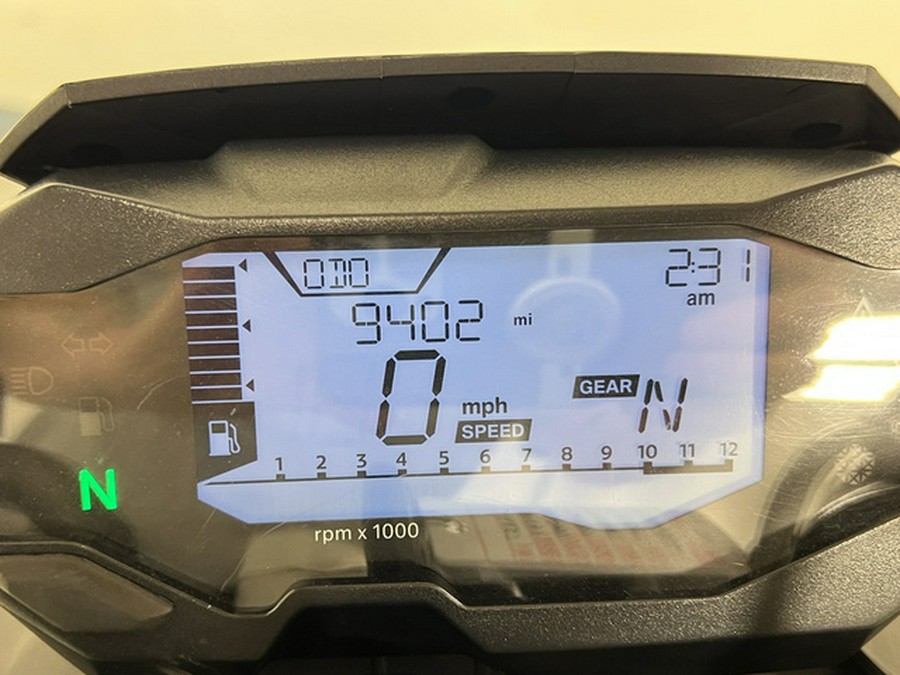 ODO
2:31
am
9402 mi
0 mph
SPEED
GEAR N
1 2 3 4 5 6 7 8 9 10 11 12
N
rpm x 1000